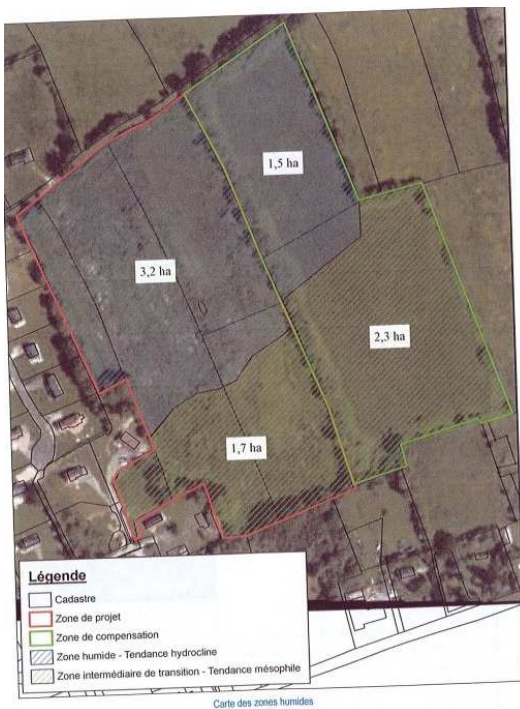 1,5 ha
3,2 ha
2,3 ha
1,7 ha
Légende
Cadastre
Zone de projet
Zone de compensation
Zone humide - Tendance hydrocline
Zone intermédiaire de transition - Tendance mésophile
Carte des zones humides